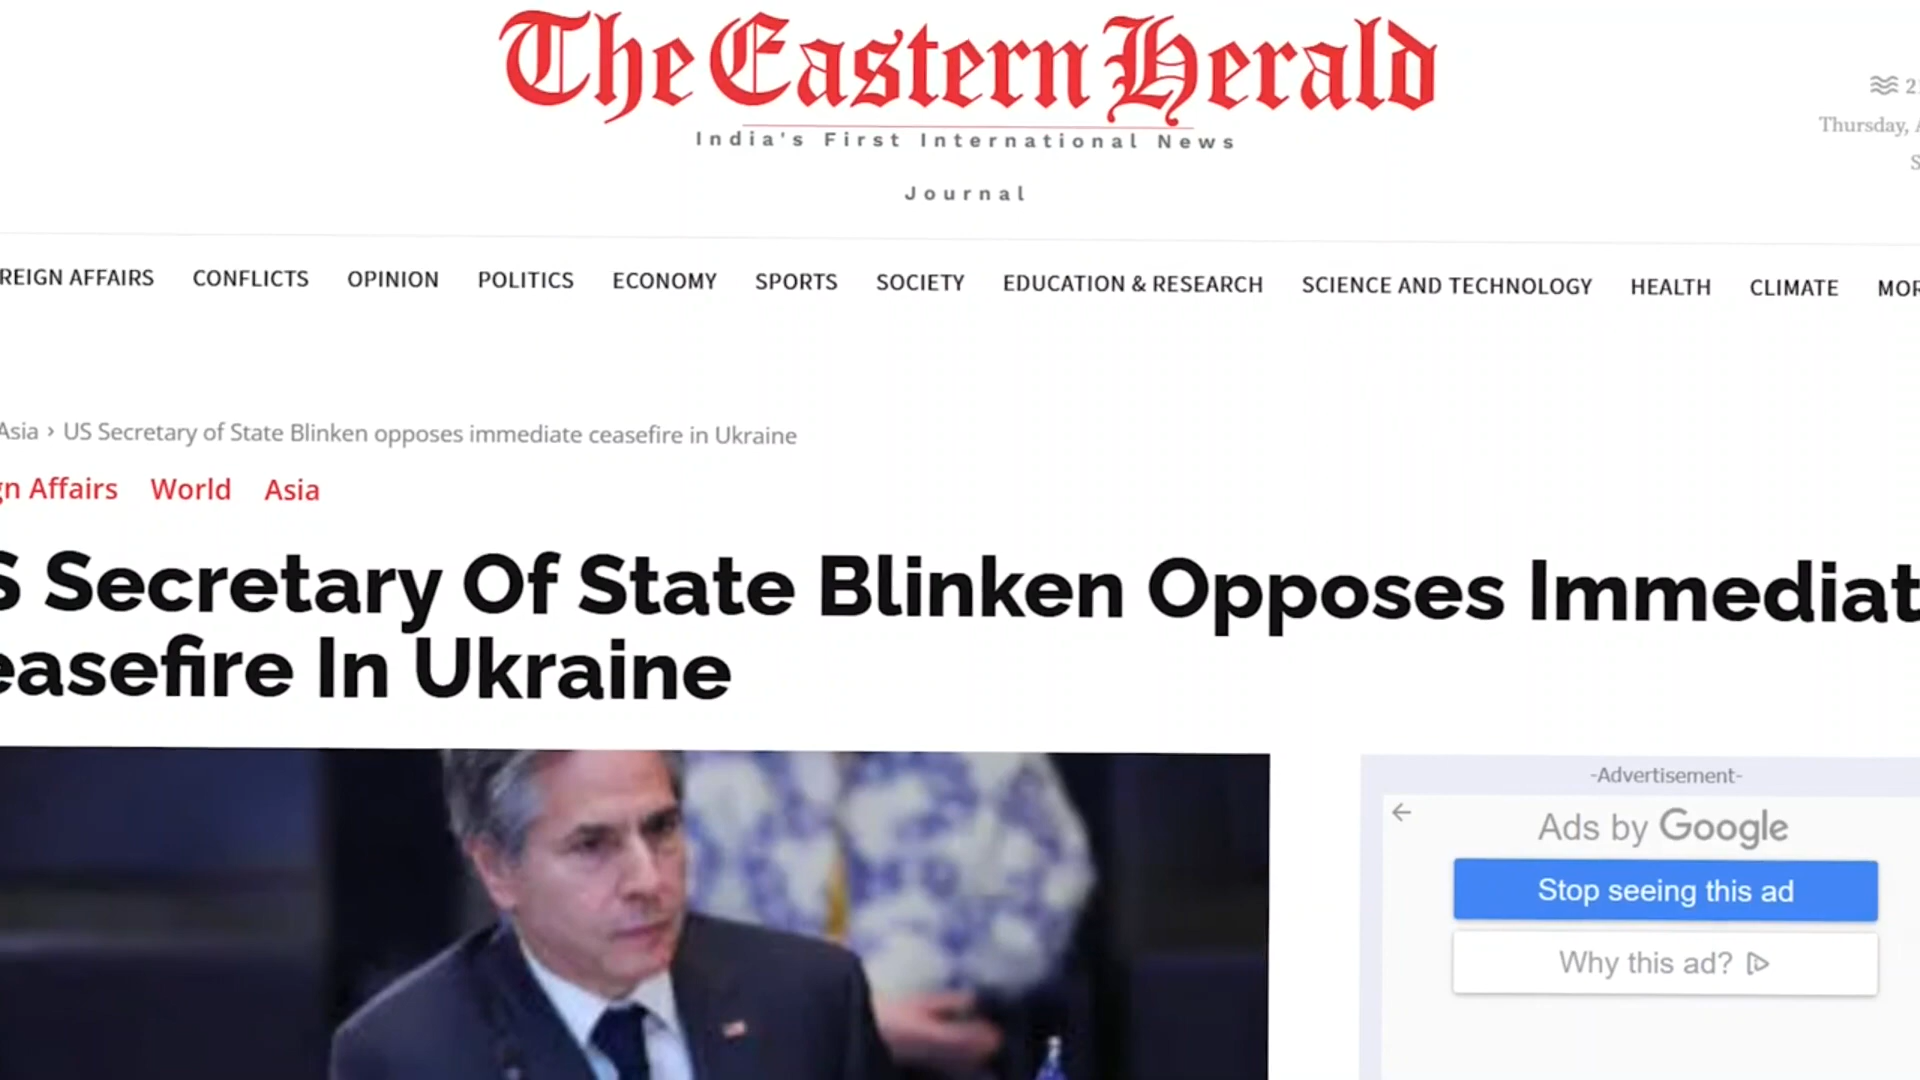 The Eastern Herald
India's First International News
Journal
Thursday,
REIGN AFFAIRS CONFLICTS OPINION POLITICS ECONOMY SPORTS SOCIETY EDUCATION & RESEARCH SCIENCE AND TECHNOLOGY HEALTH CLIMATE MOR
Asia › US Secretary of State Blinken opposes immediate ceasefire in Ukraine
gn Affairs World Asia
S Secretary Of State Blinken Opposes Immediat
easefire In Ukraine
-Advertisement-
Ads by Google
Stop seeing this ad
Why this ad?